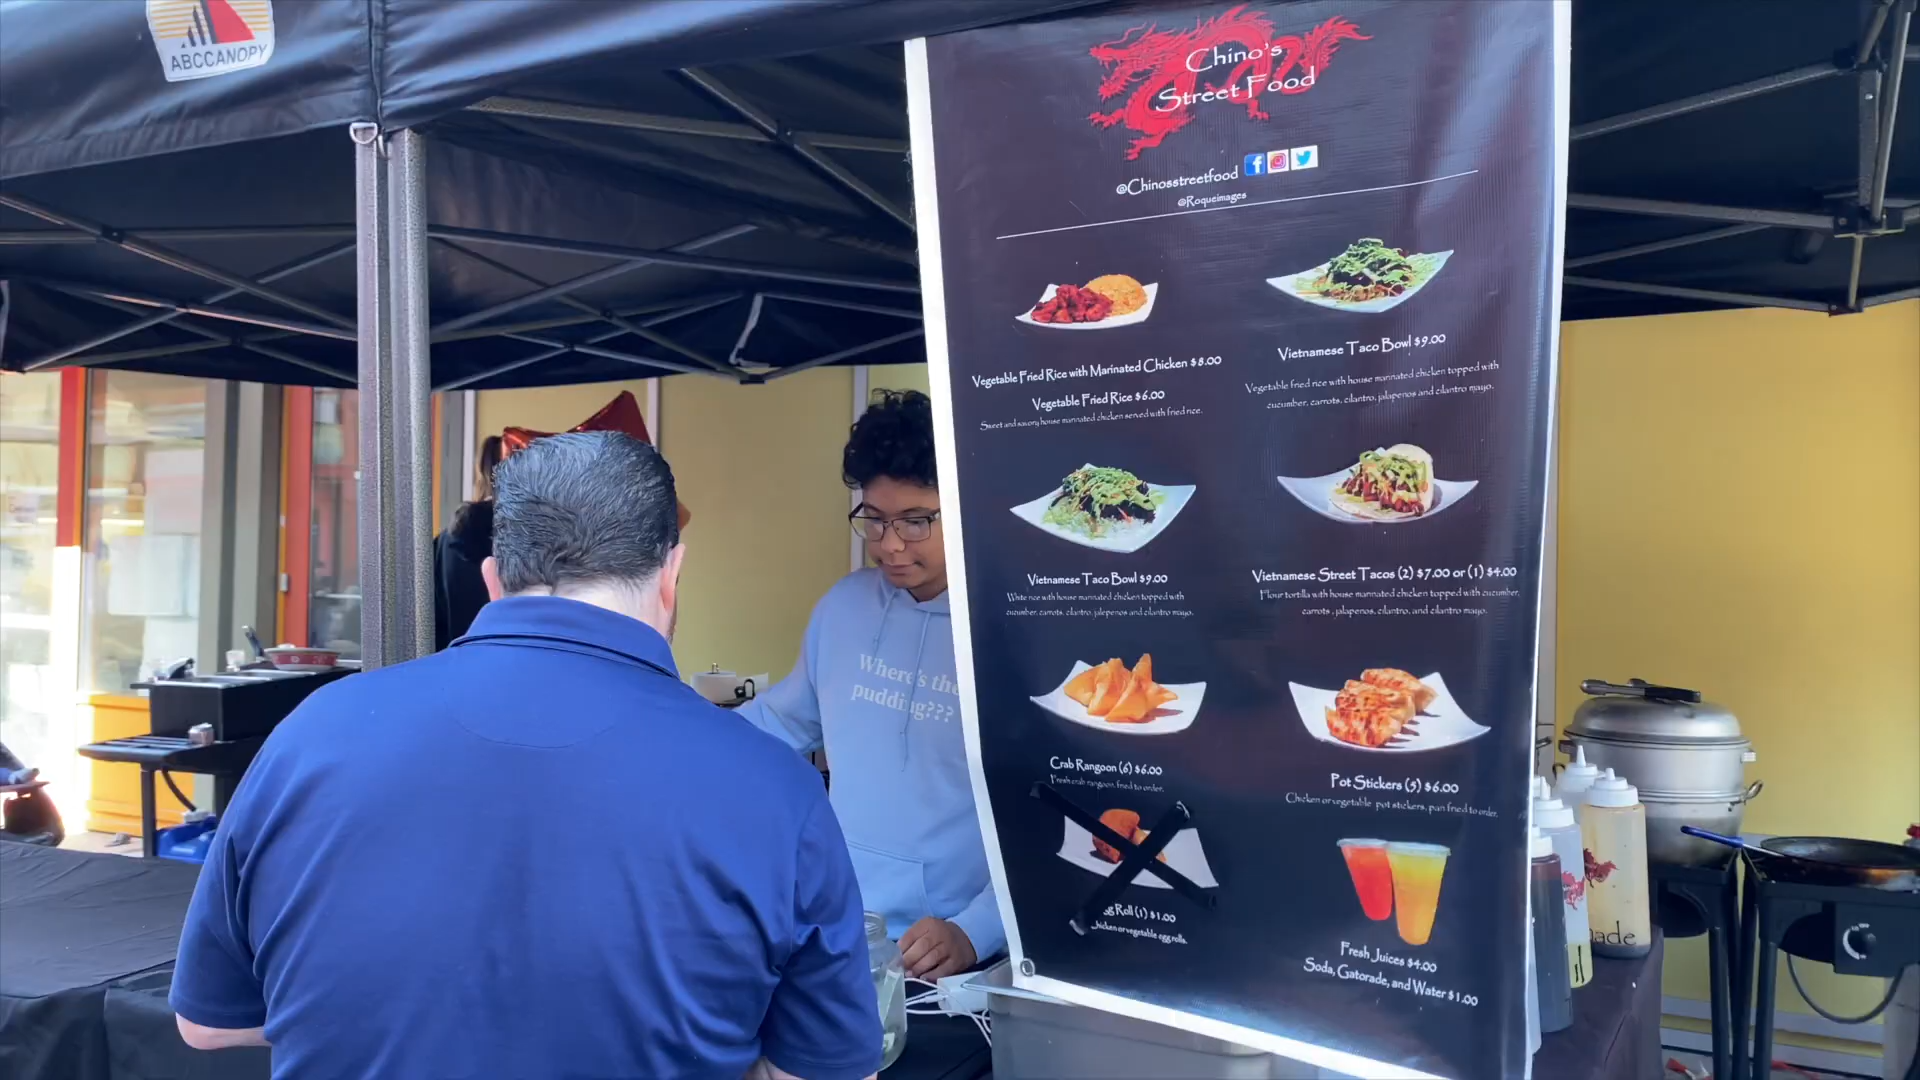 ABCCANOPY
Chino's
Street Food
@Chinosstreetfood
@Roqueimages
Vegetable Fried Rice with Marinated Chicken $8.00
Vegetable Fried Rice $6.00
Sweet and savory house marinated chicken served with fried rice.
Vietnamese Taco Bowl $9.00
Vegetable fried rice with house marinated chicken topped with
cucumber, carrots, cilantro, jalapenos and cilantro mayo.
Vietnamese Taco Bowl $9.00
White rice with house marinated chicken topped with
cucumber, carrots, cilantro, jalepenos and cilantro mayo.
Vietnamese Street Tacos (2) $7.00 or (1) $4.00
Flour tortilla with house marinated chicken topped with cucumber,
carrots, jalapenos, cilantro, and cilantro mayo.
Crab Rangoon (6) $6.00
Fresh crab rangoon, fried to order.
Pot Stickers (5) $6.00
Chicken or vegetable pot stickers, pan fried to order.
gg Roll (1) $1.00
hicken or vegetable egg rolls.
Fresh Juices $4.00
Soda, Gatorade, and Water $1.00
Where's the
pudding???
ade